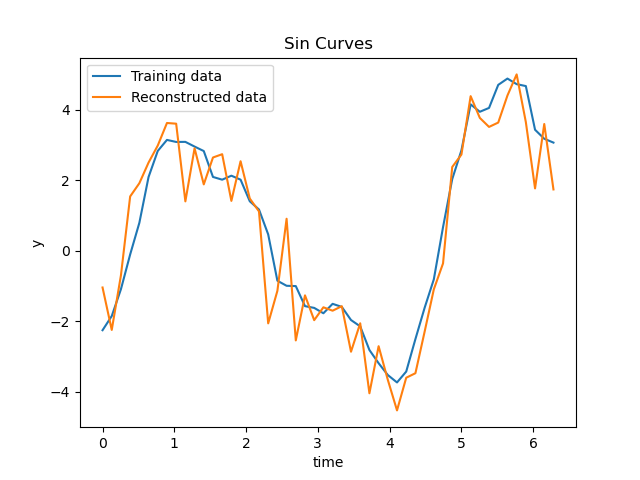 Sin Curves
Training data
Reconstructed data
4
2
0
−2
−4
y
0 1 2 3 4 5 6
time